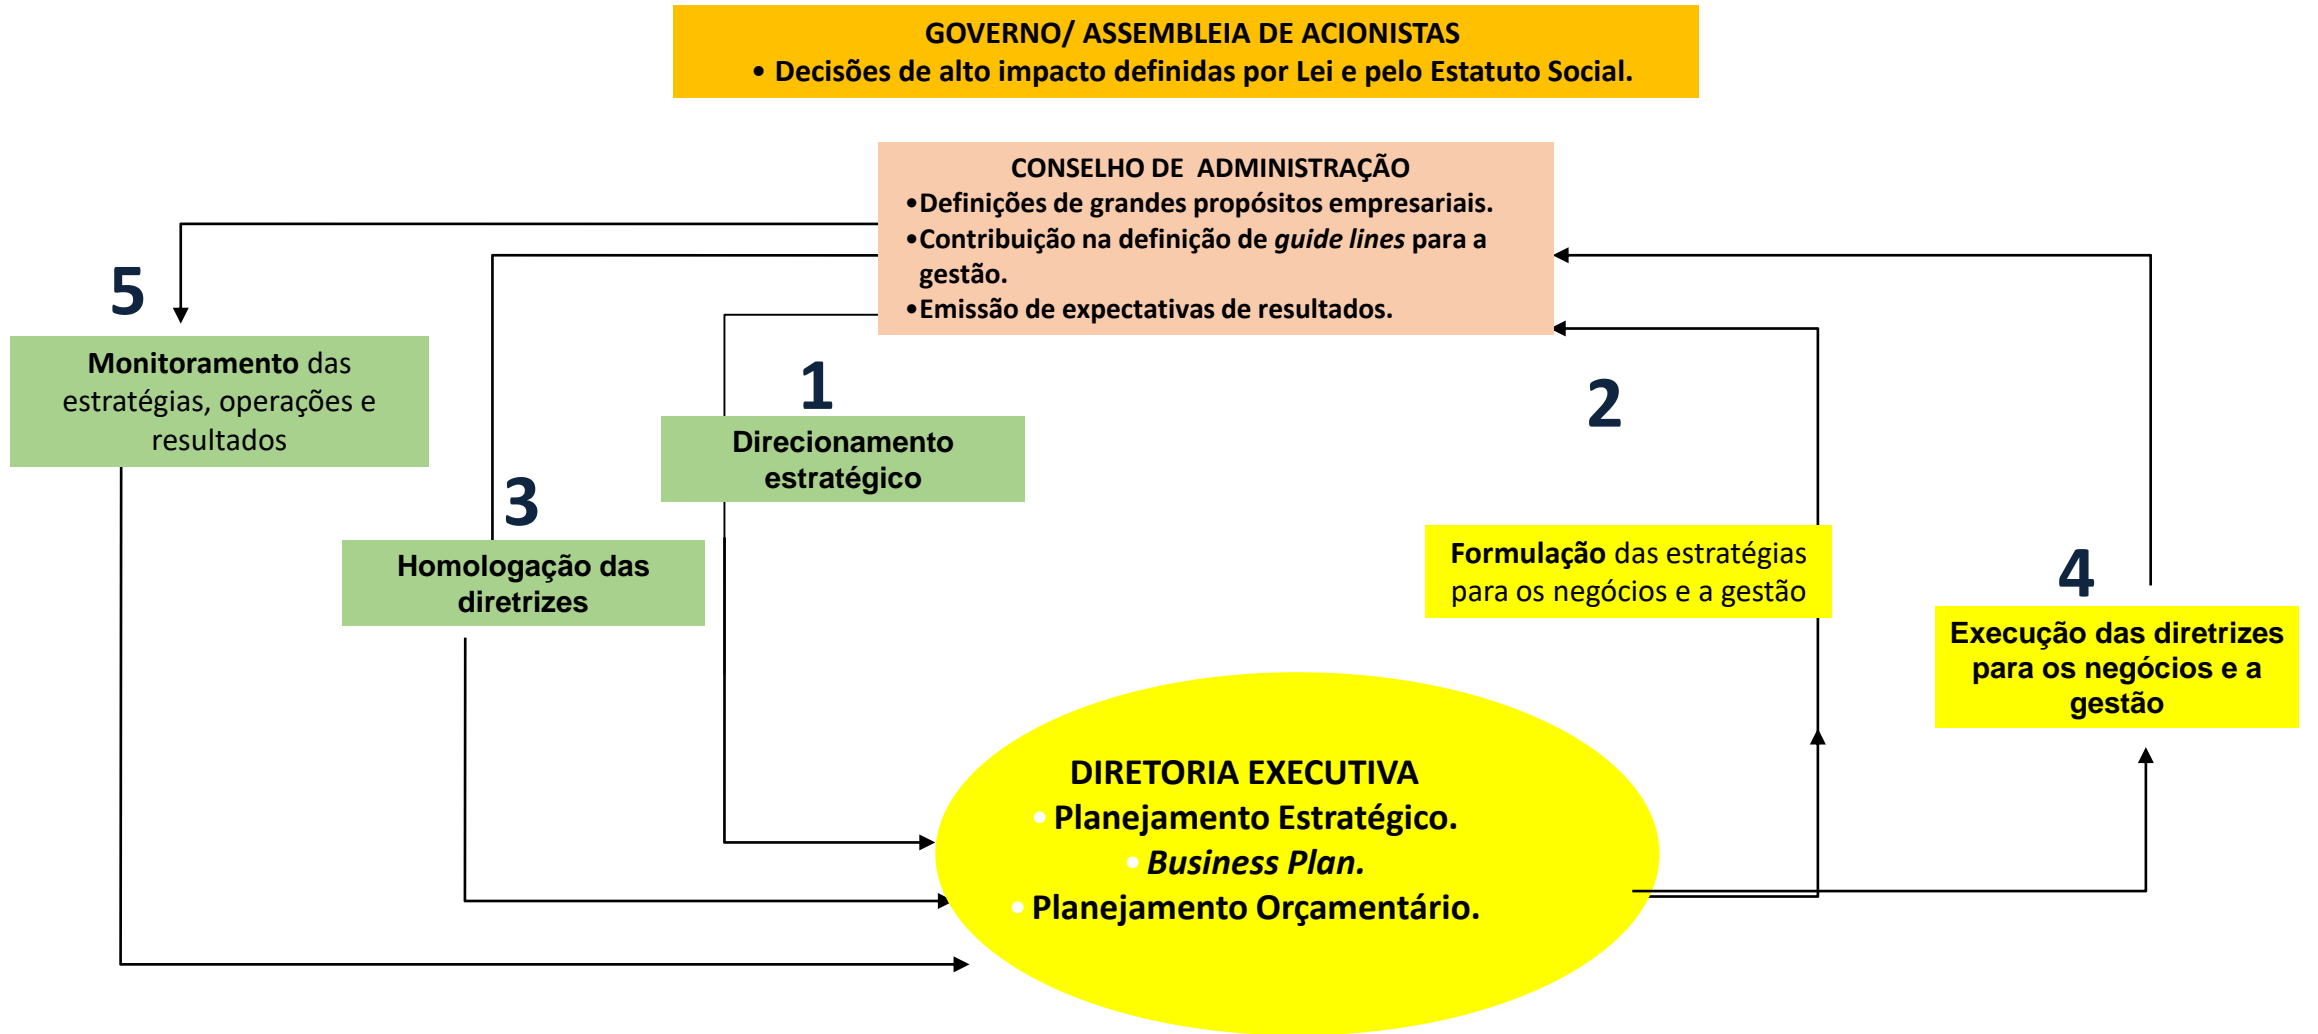 GOVERNO/ ASSEMBLEIA DE ACIONISTAS
• Decisões de alto impacto definidas por Lei e pelo Estatuto Social.
CONSELHO DE ADMINISTRAÇÃO
•Definições de grandes propósitos empresariais.
•Contribuição na definição de guide lines para a
gestão.
•Emissão de expectativas de resultados.
5
Monitoramento das
estratégias, operações e
resultados
1
Direcionamento
estratégico
2
3
Homologação das
diretrizes
Formulação das estratégias
para os negócios e a gestão
4
Execução das diretrizes
para os negócios e a
gestão
DIRETORIA EXECUTIVA
• Planejamento Estratégico.
• Business Plan.
• Planejamento Orçamentário.